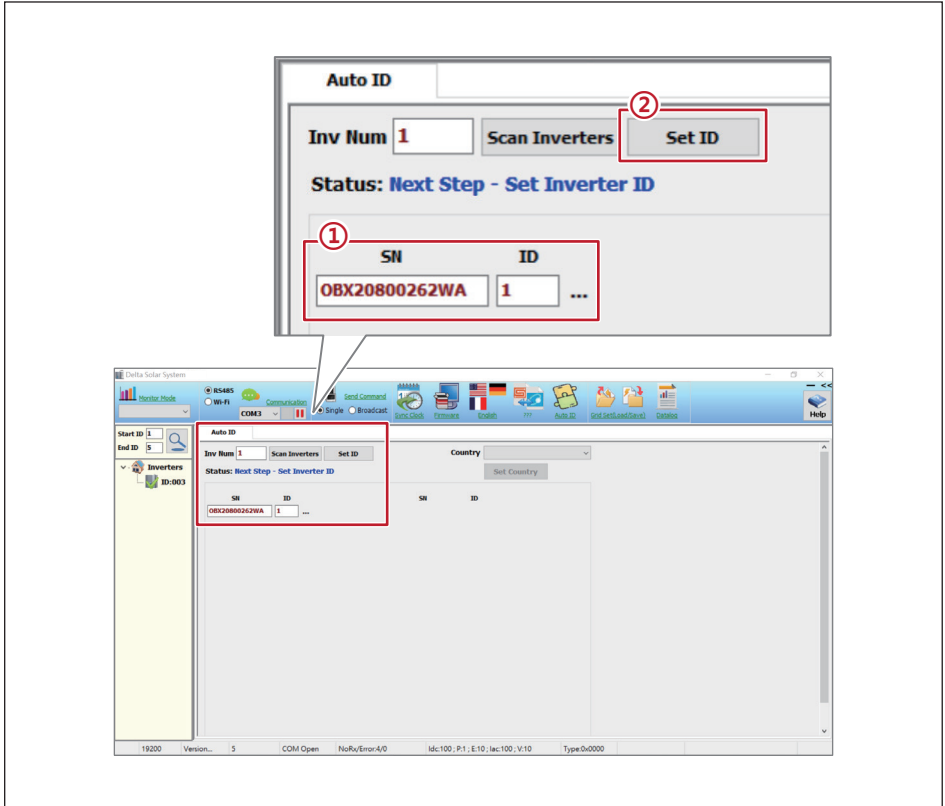 Auto ID
②
Inv Num 1 Scan Inverters Set ID
Status: Next Step - Set Inverter ID
①
SN ID
OBX20800262WA 1 ...
Delta Solar System
Monitor Mode
RS485
Wi-Fi
Communication
COM3
Send Command
Single Broadcast
Sync Clock
Firmware
English
Auto ID
Grid Set(Load/Save)
Datalog
<<
Help
Start ID 1
End ID 5
Inverters
ID:003
Auto ID
Inv Num 1 Scan Inverters Set ID
Status: Next Step - Set Inverter ID
SN ID
OBX20800262WA 1 ...
Country
Set Country
SN ID
19200 Version... 5 COM Open NoRx/Error:4/0 Idc:100 ; P:1 ; E:10 ; Iac:100 ; V:10 Type:0x0000